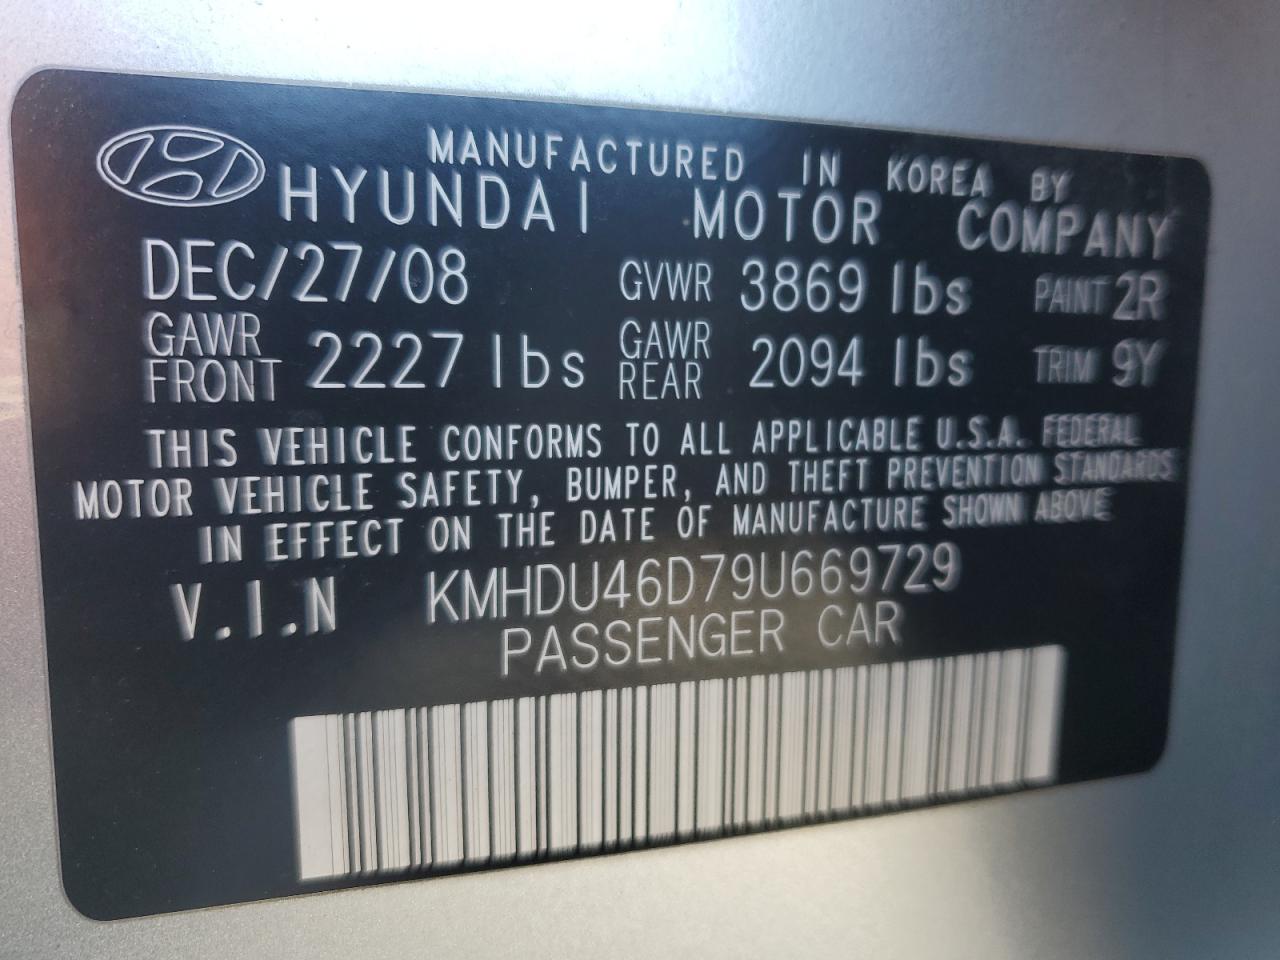 MANUFACTURED IN KOREA BY
HYUNDAI MOTOR COMPANY
DEC/27/08 GVWR 3869 lbs PAINT 2R
GAWR FRONT 2227 lbs GAWR REAR 2094 lbs TRIM 9Y
THIS VEHICLE CONFORMS TO ALL APPLICABLE U.S.A. FEDERAL
MOTOR VEHICLE SAFETY, BUMPER, AND THEFT PREVENTION STANDARDS
IN EFFECT ON THE DATE OF MANUFACTURE SHOWN ABOVE
V.I.N KMHDU46D79U669729
PASSENGER CAR